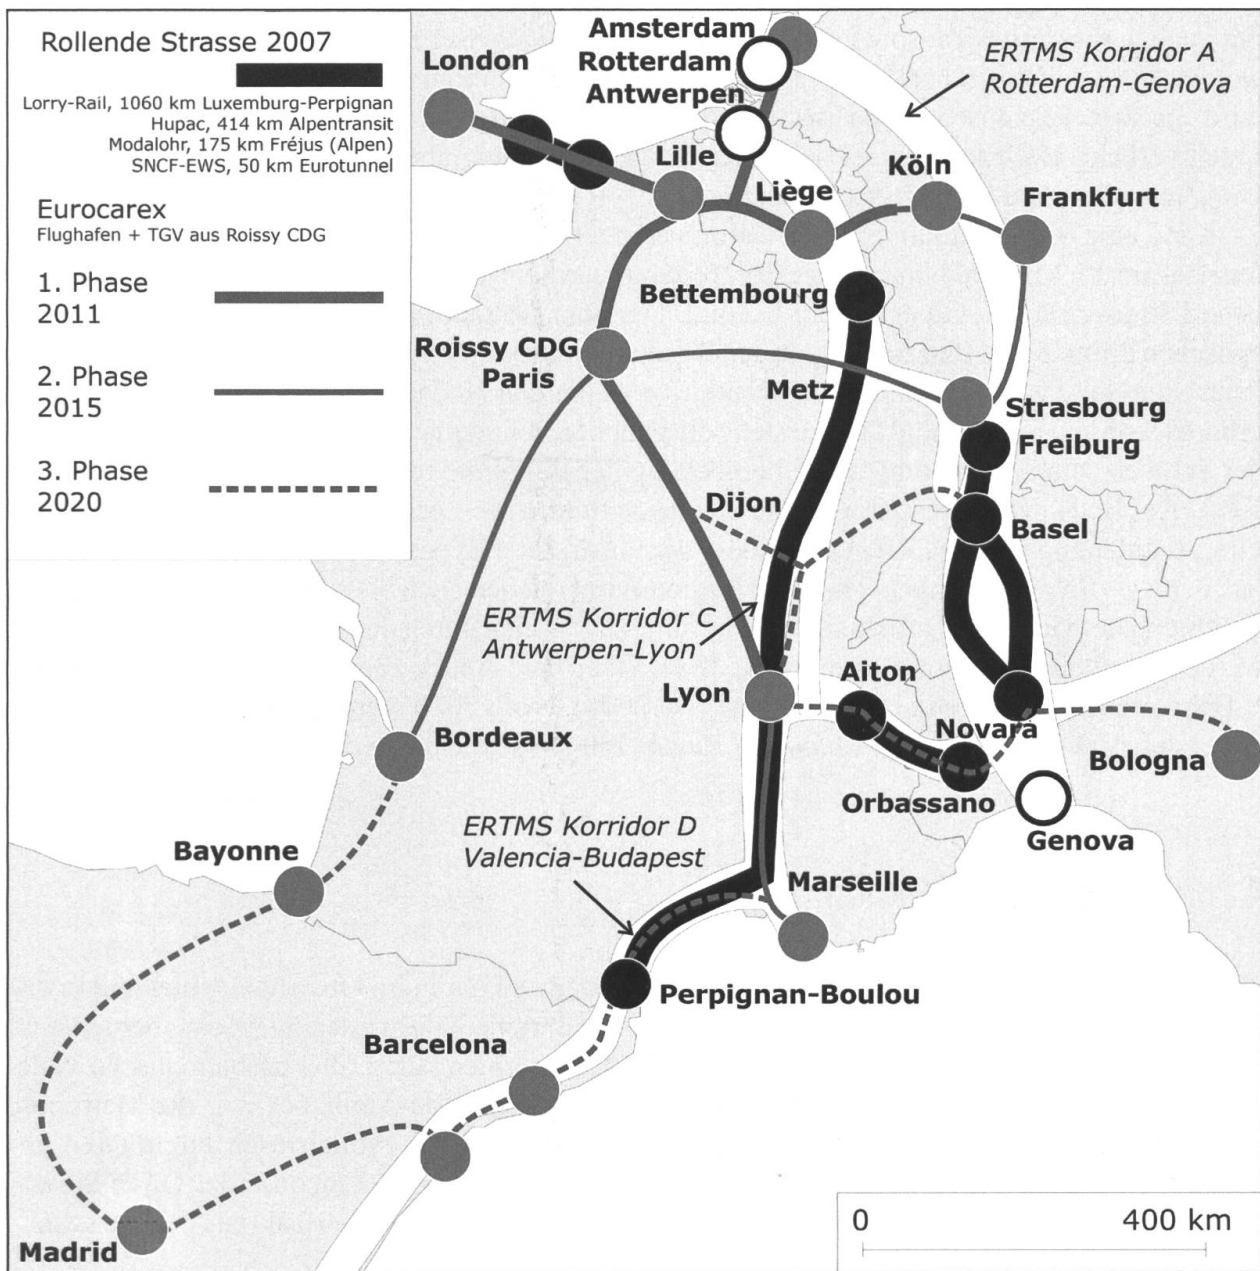 Rollende Strasse 2007
Lorry-Rail, 1060 km Luxemburg-Perpignan
Hupac, 414 km Alpentransit
Modalohr, 175 km Fréjus (Alpen)
SNCF-EWS, 50 km Eurotunnel
Eurocarex
Flughafen + TGV aus Roissy CDG
1. Phase
2011
2. Phase
2015
3. Phase
2020
Amsterdam
Rotterdam
Antwerpen
London
ERTMS Korridor A
Rotterdam-Genova
Lille
Liège
Köln
Frankfurt
Bettembourg
Roissy CDG
Paris
Metz
Strasbourg
Freiburg
Dijon
Basel
ERTMS Korridor C
Antwerpen-Lyon
Lyon
Aiton
Novara
Bordeaux
Bologna
Orbassano
Genova
ERTMS Korridor D
Valencia-Budapest
Bayonne
Marseille
Perpignan-Boulou
Barcelona
Madrid
0
400 km